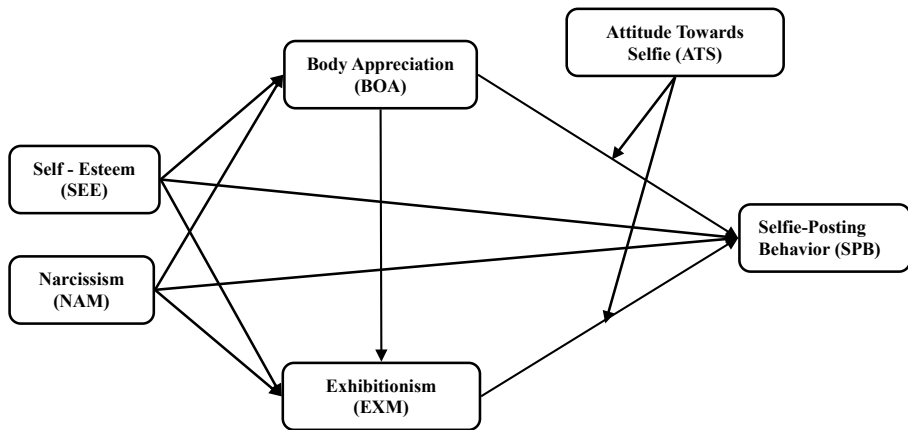 Body Appreciation
(BOA)
Attitude Towards
Selfie (ATS)
Self - Esteem
(SEE)
Narcissism
(NAM)
Selfie-Posting
Behavior (SPB)
Exhibitionism
(EXM)